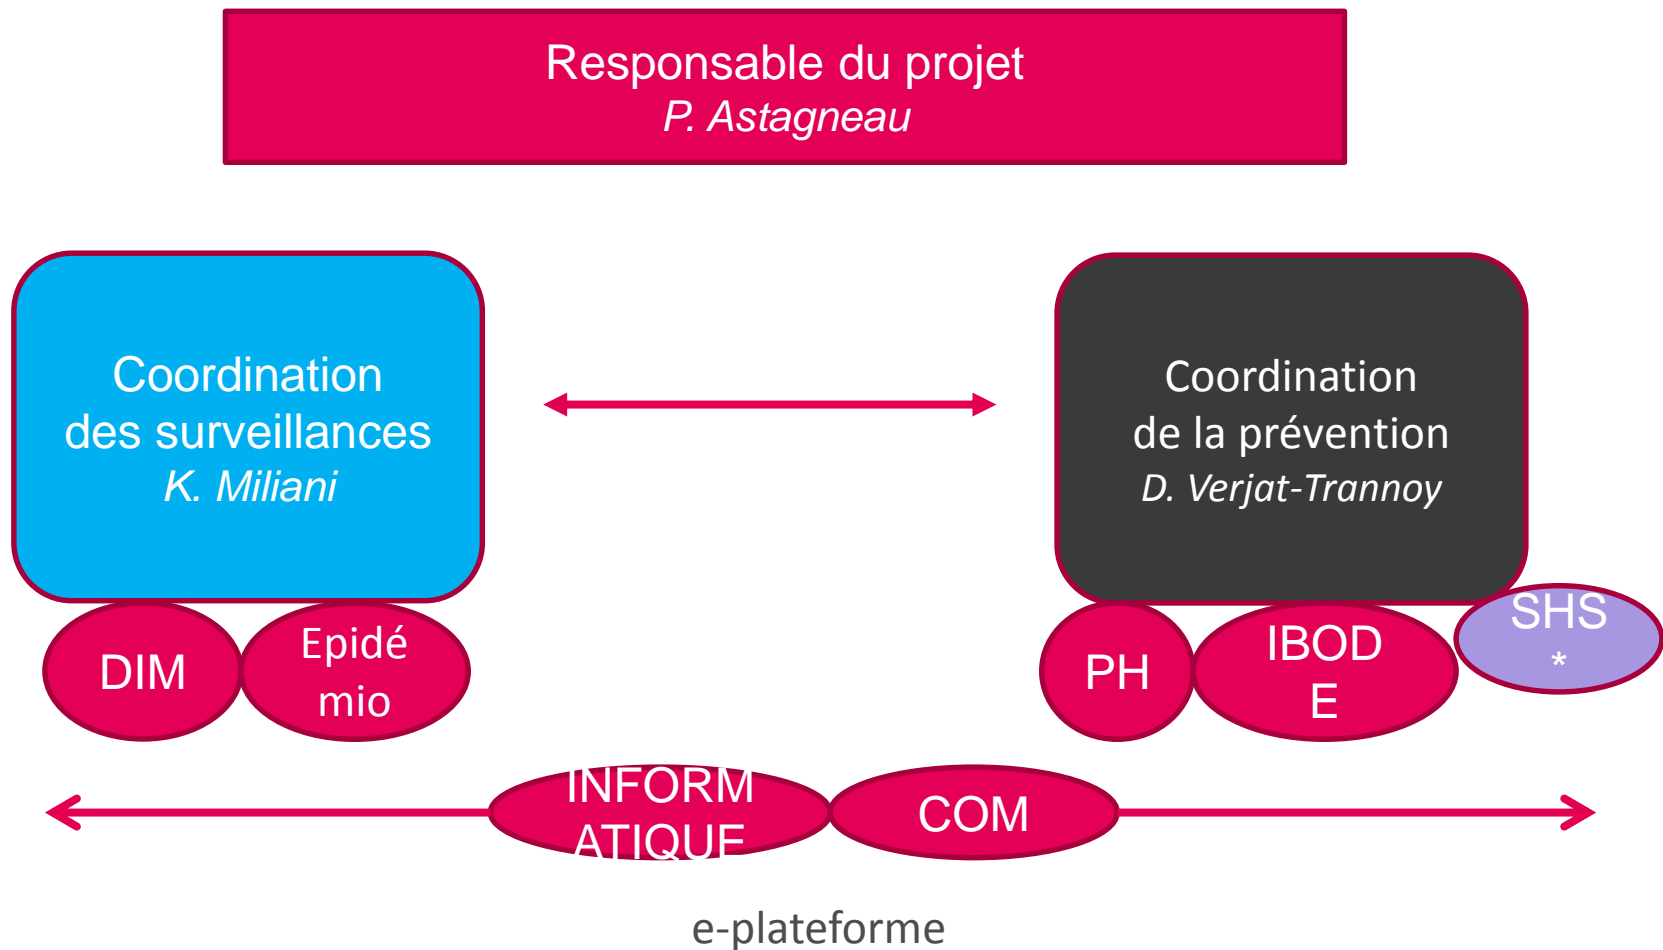 Responsable du projet
P. Astagneau
Coordination
des surveillances
K. Miliani
Coordination
de la prévention
D. Verjat-Trannoy
DIM
Epidé
mio
PH
IBOD
E
SHS
*
INFORM
ATIQUE
COM
e-plateforme